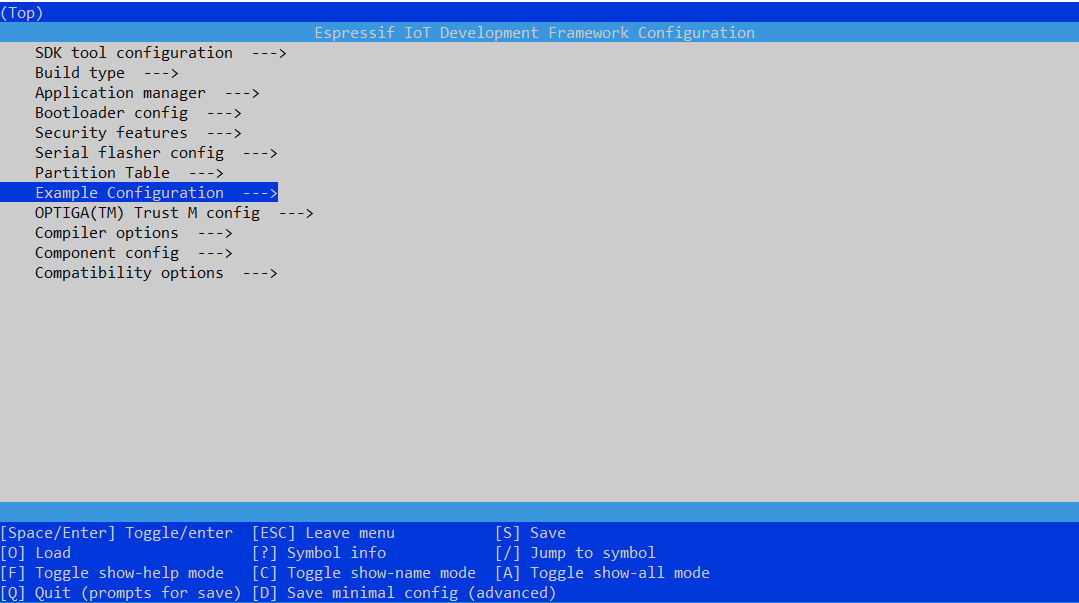 (Top)
Espressif IoT Development Framework Configuration
SDK tool configuration  --->
Build type  --->
Application manager  --->
Bootloader config  --->
Security features  --->
Serial flasher config  --->
Partition Table  --->
Example Configuration  --->
OPTIGA(TM) Trust M config  --->
Compiler options  --->
Component config  --->
Compatibility options  --->
[Space/Enter] Toggle/enter  [ESC] Leave menu           [S] Save
[O] Load                    [?] Symbol info            [/] Jump to symbol
[F] Toggle show-help mode   [C] Toggle show-name mode  [A] Toggle show-all mode
[Q] Quit (prompts for save) [D] Save minimal config (advanced)